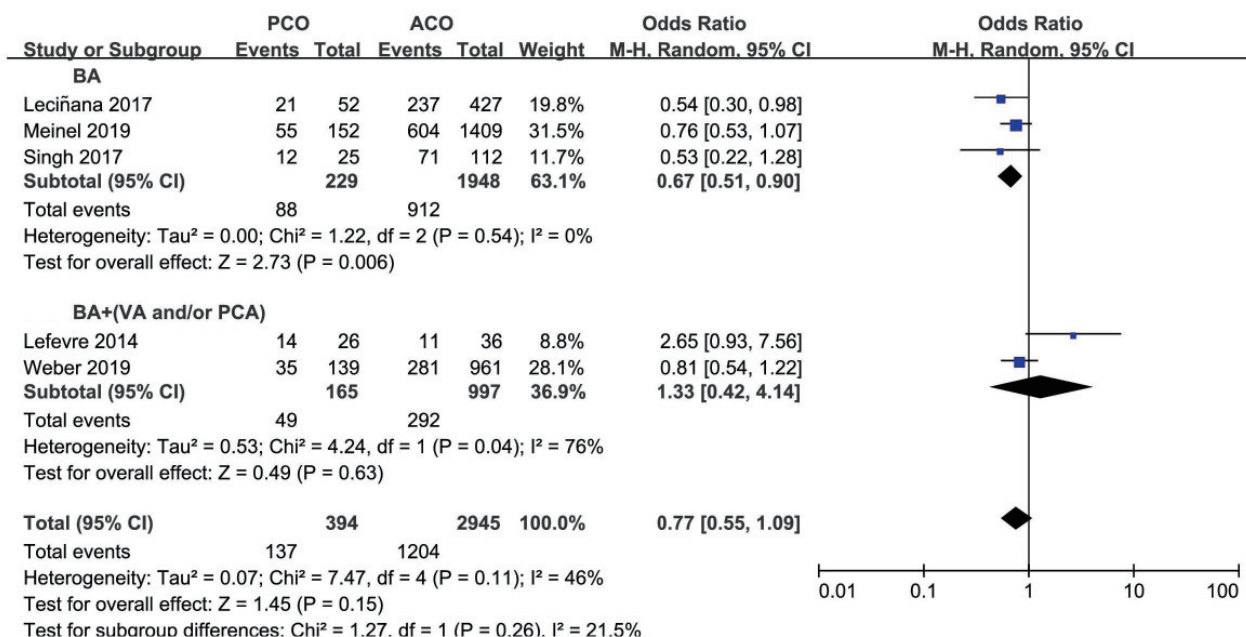 PCO ACO Odds Ratio Odds Ratio
Study or Subgroup Events Total Events Total Weight M-H, Random, 95% CI M-H, Random, 95% CI
BA
Leciñana 2017 21 52 237 427 19.8% 0.54 [0.30, 0.98]
Meinel 2019 55 152 604 1409 31.5% 0.76 [0.53, 1.07]
Singh 2017 12 25 71 112 11.7% 0.53 [0.22, 1.28]
Subtotal (95% CI) 229 1948 63.1% 0.67 [0.51, 0.90]
Total events 88 912
Heterogeneity: Tau² = 0.00; Chi² = 1.22, df = 2 (P = 0.54); I² = 0%
Test for overall effect: Z = 2.73 (P = 0.006)
BA+(VA and/or PCA)
Lefevre 2014 14 26 11 36 8.8% 2.65 [0.93, 7.56]
Weber 2019 35 139 281 961 28.1% 0.81 [0.54, 1.22]
Subtotal (95% CI) 165 997 36.9% 1.33 [0.42, 4.14]
Total events 49 292
Heterogeneity: Tau² = 0.53; Chi² = 4.24, df = 1 (P = 0.04); I² = 76%
Test for overall effect: Z = 0.49 (P = 0.63)
Total (95% CI) 394 2945 100.0% 0.77 [0.55, 1.09]
Total events 137 1204
Heterogeneity: Tau² = 0.07; Chi² = 7.47, df = 4 (P = 0.11); I² = 46%
Test for overall effect: Z = 1.45 (P = 0.15)
Test for subgroup differences: Chi² = 1.27, df = 1 (P = 0.26), I² = 21.5%
0.01 0.1 1 10 100